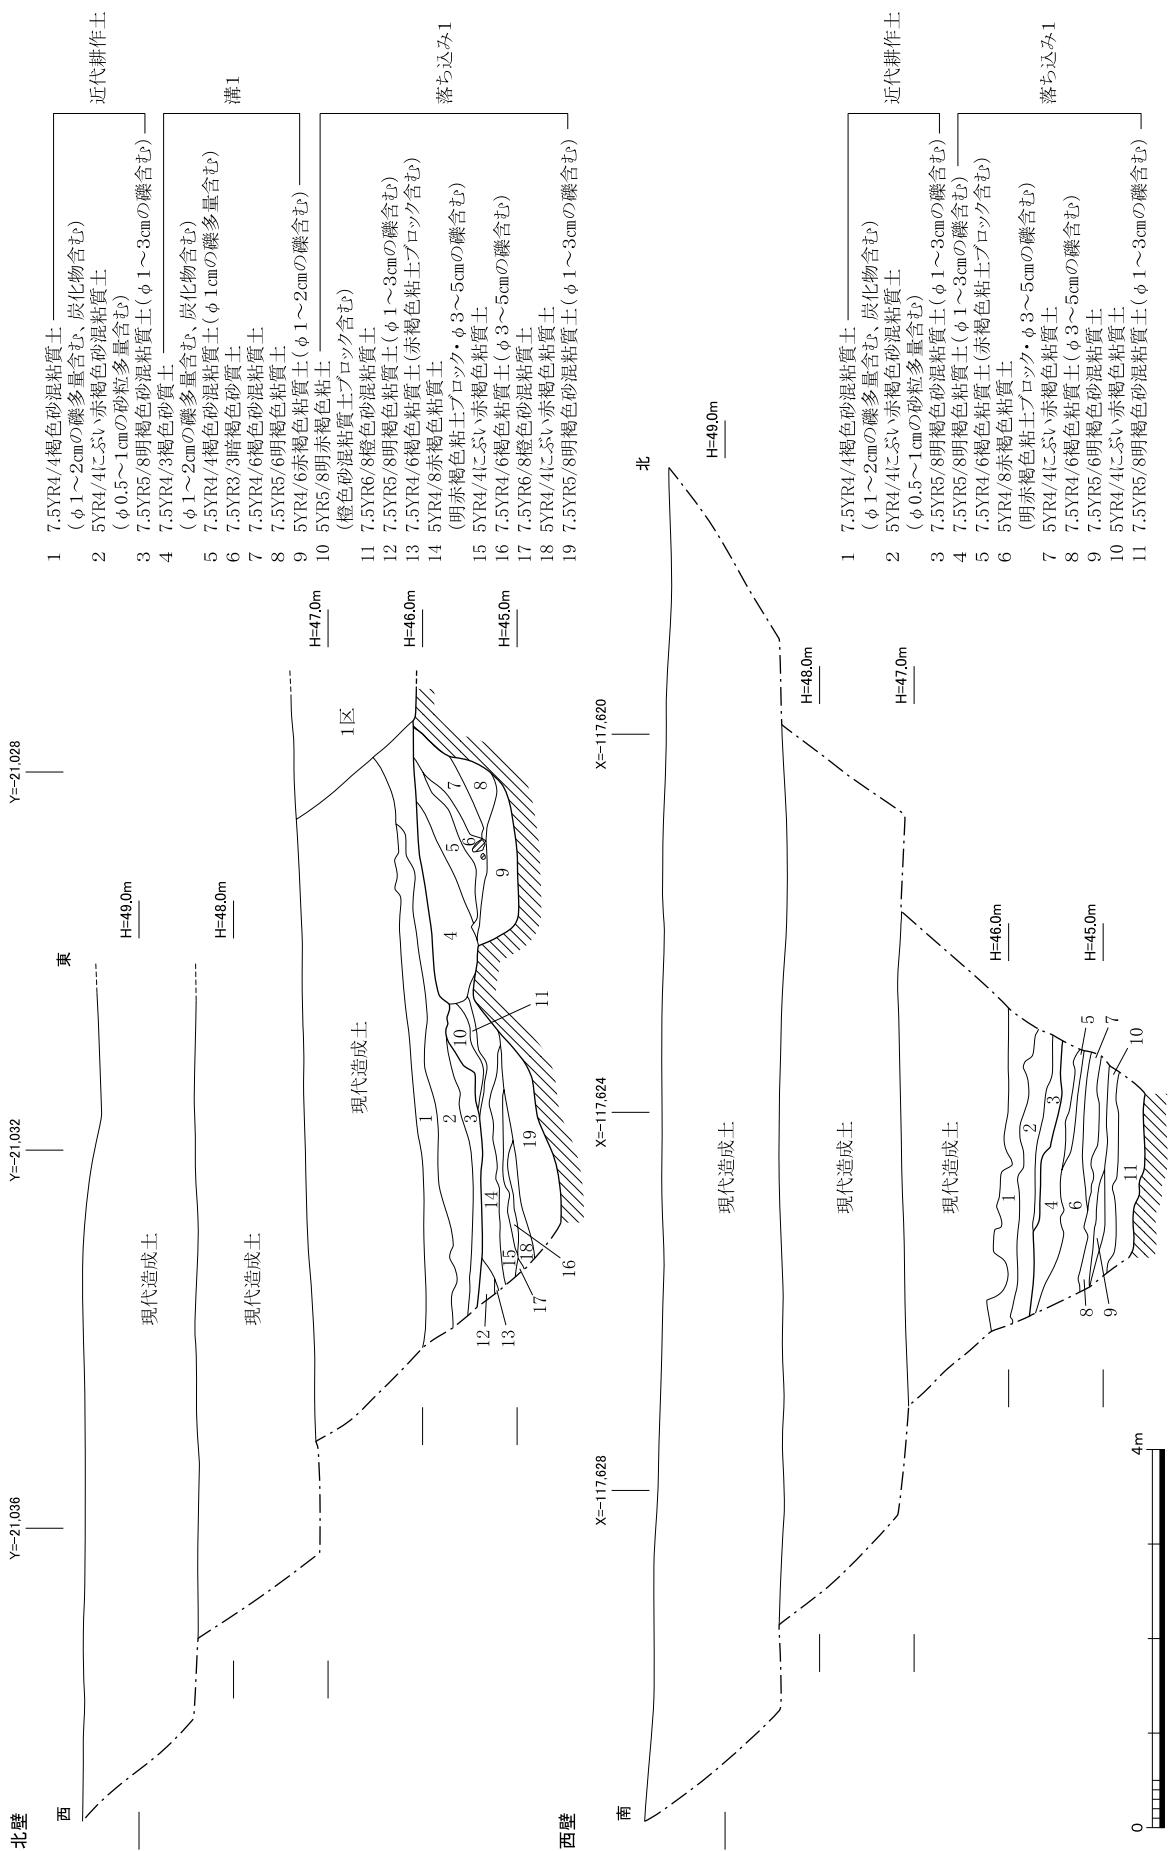 北壁
西
東
Y=-21,036
Y=-21,032
Y=-21,028
H=49.0m
H=48.0m
H=47.0m
H=46.0m
H=45.0m
現代造成土
現代造成土
現代造成土
1区
1
2
3
4
5
6
7
8
9
10
11
12
13
14
15
16
17
18
19
1 7.5YR4/4褐色砂混粘質土
(φ1～2cmの礫多量含む、炭化物含む)
2 5YR4/4にぶい赤褐色砂混粘質土
(φ0.5～1cmの砂粒多量含む)
3 7.5YR5/8明褐色砂混粘質土(φ1～3cmの礫含む)
近代耕作土
4 7.5YR4/3褐色砂質土
(φ1～2cmの礫多量含む、炭化物含む)
5 7.5YR4/4褐色砂混粘質土(φ1cmの礫多量含む)
6 7.5YR3/3暗褐色砂質土
7 7.5YR4/6褐色砂混粘質土
8 7.5YR5/6明褐色粘質土
9 5YR4/6赤褐色粘質土(φ1～2cmの礫含む)
溝1
10 5YR5/8明赤褐色粘土
(橙色砂混粘質土ブロック含む)
11 7.5YR6/8橙色砂混粘質土
12 7.5YR5/8明褐色粘質土(φ1～3cmの礫含む)
13 7.5YR4/6褐色粘質土(赤褐色粘土ブロック含む)
14 5YR4/8赤褐色粘質土
(明赤褐色粘土ブロック・φ3～5cmの礫含む)
15 5YR4/4にぶい赤褐色粘質土
16 7.5YR4/6褐色粘質土(φ3～5cmの礫含む)
17 7.5YR6/8橙色砂混粘質土
18 5YR4/4にぶい赤褐色粘質土
19 7.5YR5/8明褐色砂混粘質土(φ1～3cmの礫含む)
落ち込み1
西壁
南
北
X=-117,628
X=-117,624
X=-117,620
H=49.0m
H=48.0m
H=47.0m
H=46.0m
H=45.0m
現代造成土
現代造成土
現代造成土
1
2
3
4
5
6
7
8
9
10
11
1 7.5YR4/4褐色砂混粘質土
(φ1～2cmの礫多量含む、炭化物含む)
2 5YR4/4にぶい赤褐色砂混粘質土
(φ0.5～1cmの砂粒多量含む)
3 7.5YR5/8明褐色砂混粘質土(φ1～3cmの礫含む)
近代耕作土
4 7.5YR5/8明褐色粘質土(φ1～3cmの礫含む)
5 7.5YR4/6褐色粘質土(赤褐色粘土ブロック含む)
6 5YR4/8赤褐色粘質土
(明赤褐色粘土ブロック・φ3～5cmの礫含む)
7 5YR4/4にぶい赤褐色粘質土
8 7.5YR4/6褐色粘質土(φ3～5cmの礫含む)
9 7.5YR5/6明褐色砂混粘質土
10 5YR4/4にぶい赤褐色粘質土
11 7.5YR5/8明褐色砂混粘質土(φ1～3cmの礫含む)
落ち込み1
0
4m